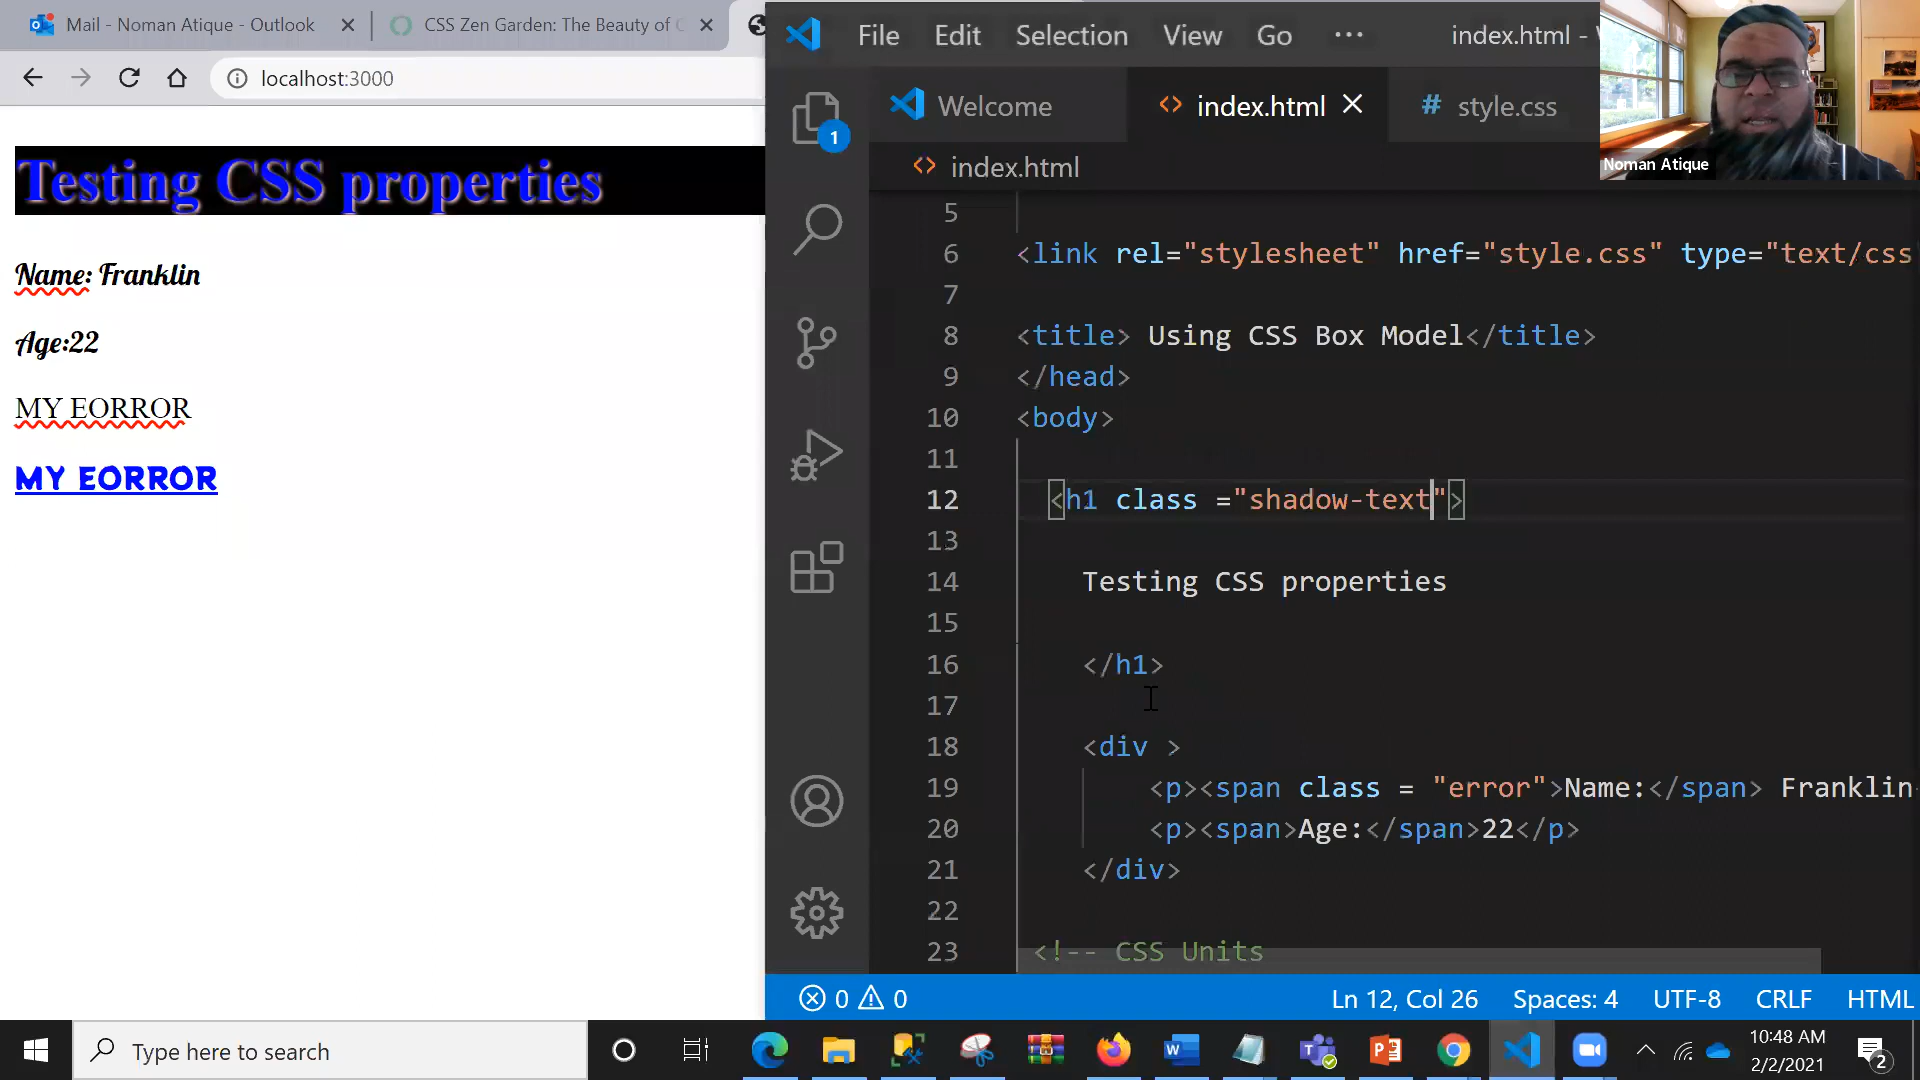 Mail - Noman Atique - Outlook
CSS Zen Garden: The Beauty of
localhost:3000
Testing CSS properties
Name: Franklin
Age:22
MY EORROR
MY EORROR
File Edit Selection View Go ··· index.html -
Welcome index.html # style.css
index.html
1
5
6 <link rel="stylesheet" href="style.css" type="text/css
7
8 <title> Using CSS Box Model</title>
9 </head>
10 <body>
11
12 <h1 class ="shadow-text">
13
14 Testing CSS properties
15
16 </h1>
17
18 <div >
19 <p><span class = "error">Name:</span> Franklin
20 <p><span>Age:</span>22</p>
21 </div>
22
23 <!-- CSS Units
0 0 Ln 12, Col 26 Spaces: 4 UTF-8 CRLF HTML
Noman Atique
Type here to search
10:48 AM
2/2/2021
2